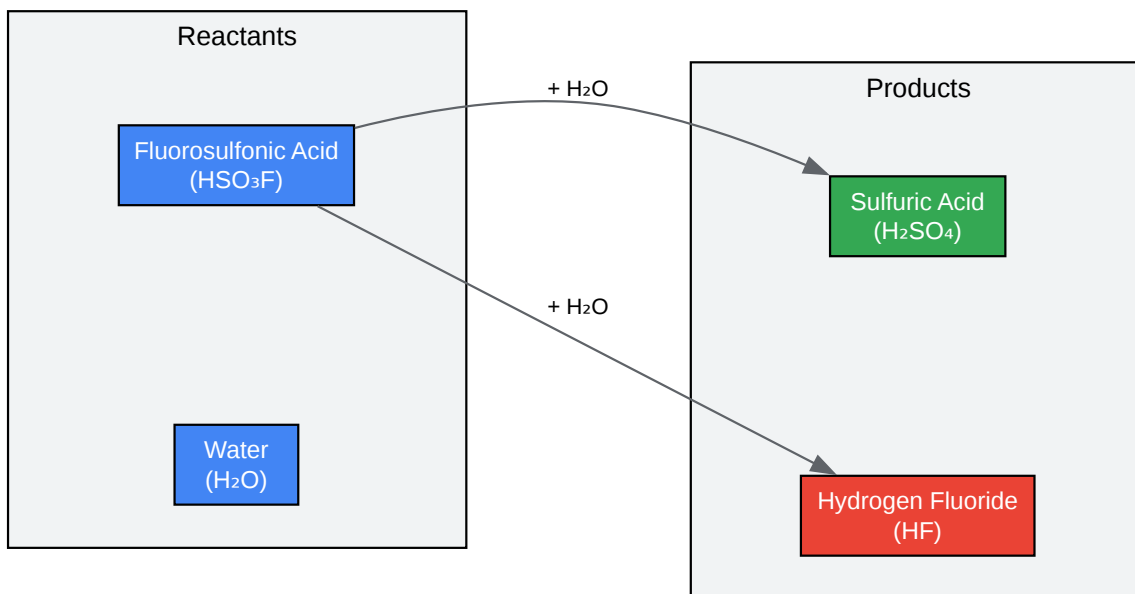 Reactants
Fluorosulfonic Acid
(HSO₃F)
Water
(H₂O)
+ H₂O
+ H₂O
Products
Sulfuric Acid
(H₂SO₄)
Hydrogen Fluoride
(HF)